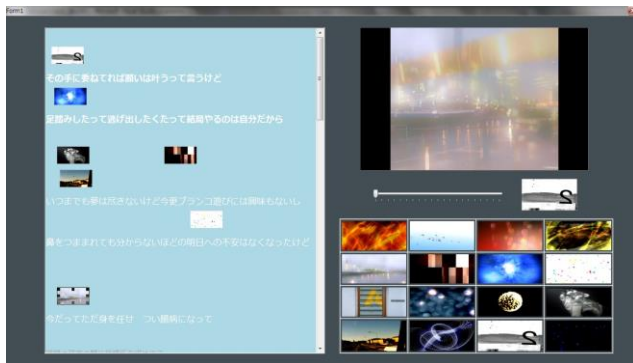 Form1
その手に委ねてれば願いは叶うって言うけど
足踏みしたって逃げ出したくたって結局やるのは自分だから
いつまでも夢は尽きないけど今更ブランコ遊びには興味もないし
鼻をつままれても分からないほどの明日への不安はなくなったけど
今だってただ身を任せ つい臆病になって